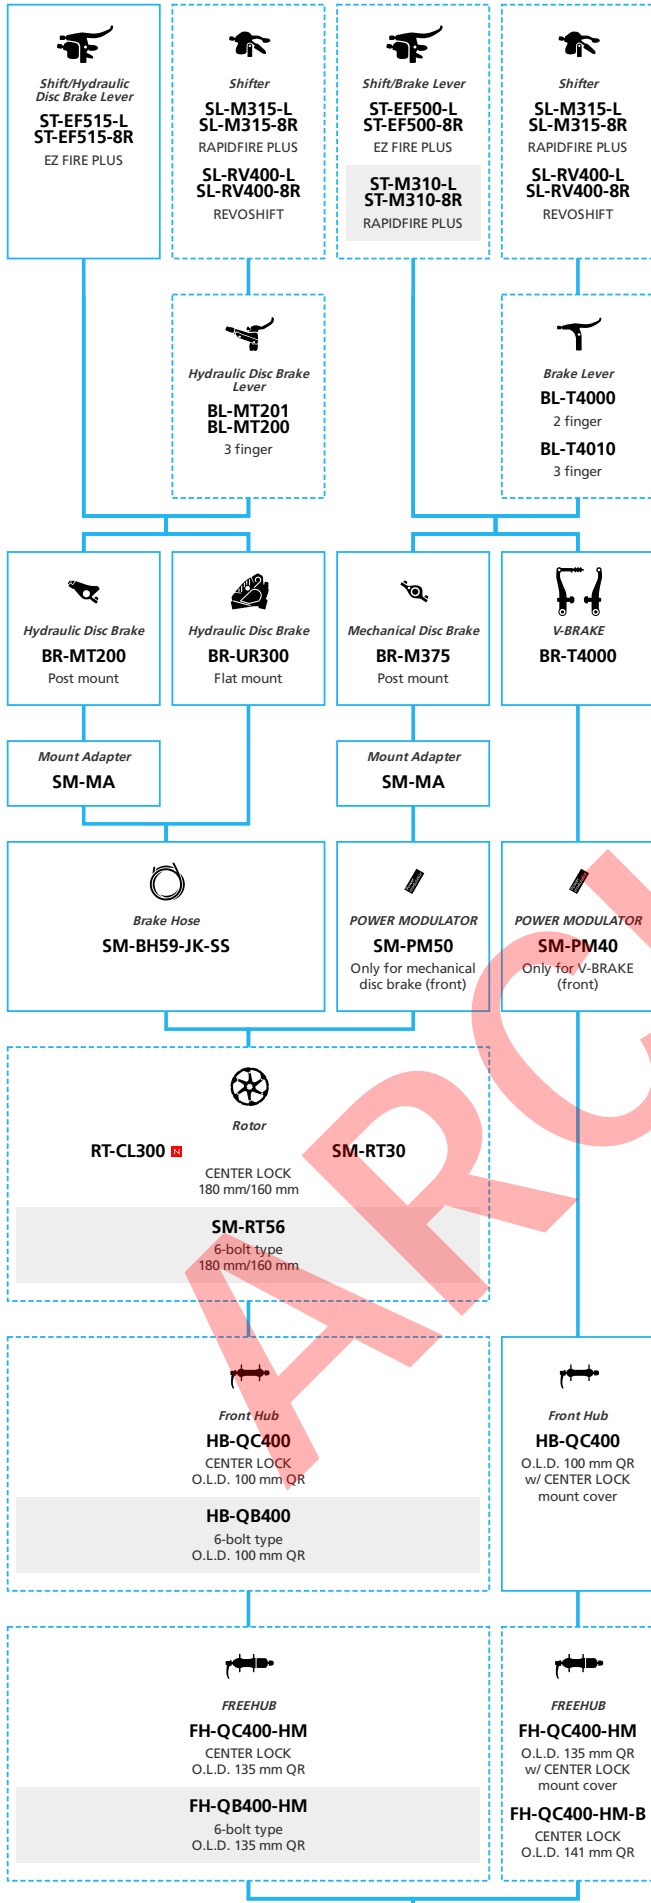 Shift/Hydraulic
Disc Brake Lever
ST-EF515-L
ST-EF515-8R
EZ FIRE PLUS
Shifter
SL-M315-L
SL-M315-8R
RAPIDFIRE PLUS
SL-RV400-L
SL-RV400-8R
REVOSHIFT
Shift/Brake Lever
ST-EF500-L
ST-EF500-8R
EZ FIRE PLUS
ST-M310-L
ST-M310-8R
RAPIDFIRE PLUS
Shifter
SL-M315-L
SL-M315-8R
RAPIDFIRE PLUS
SL-RV400-L
SL-RV400-8R
REVOSHIFT
Hydraulic Disc Brake
Lever
BL-MT201
BL-MT200
3 finger
Brake Lever
BL-T4000
2 finger
BL-T4010
3 finger
Hydraulic Disc Brake
BR-MT200
Post mount
Hydraulic Disc Brake
BR-UR300
Flat mount
Mechanical Disc Brake
BR-M375
Post mount
V-BRAKE
BR-T4000
Mount Adapter
SM-MA
Mount Adapter
SM-MA
Brake Hose
SM-BH59-JK-SS
POWER MODULATOR
SM-PM50
Only for mechanical
disc brake (front)
POWER MODULATOR
SM-PM40
Only for V-BRAKE
(front)
Rotor
RT-CL300 N
SM-RT30
CENTER LOCK
180 mm/160 mm
SM-RT56
6-bolt type
180 mm/160 mm
Front Hub
HB-QC400
CENTER LOCK
O.L.D. 100 mm QR
HB-QB400
6-bolt type
O.L.D. 100 mm QR
Front Hub
HB-QC400
O.L.D. 100 mm QR
w/ CENTER LOCK
mount cover
FREEHUB
FH-QC400-HM
CENTER LOCK
O.L.D. 135 mm QR
FH-QB400-HM
6-bolt type
O.L.D. 135 mm QR
FREEHUB
FH-QC400-HM
O.L.D. 135 mm QR
w/ CENTER LOCK
mount cover
FH-QC400-HM-B
CENTER LOCK
O.L.D. 141 mm QR